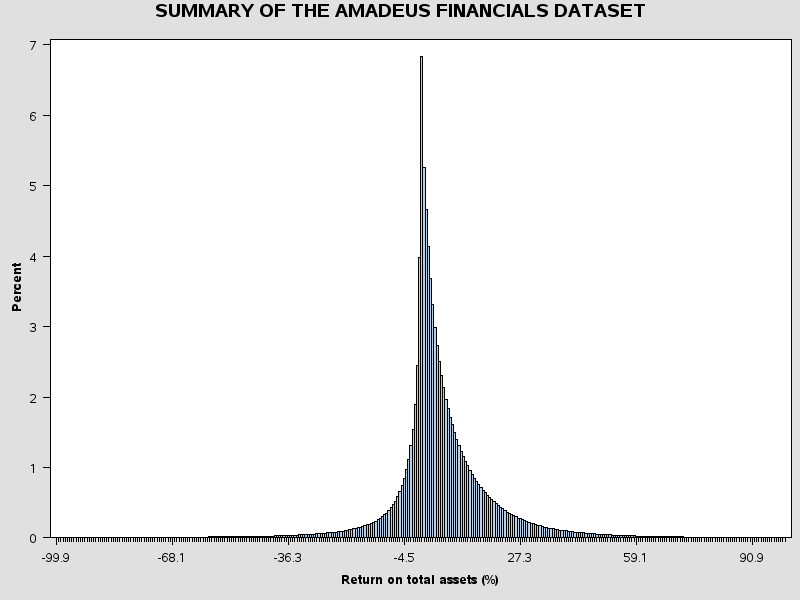 SUMMARY OF THE AMADEUS FINANCIALS DATASET
7
6
5
4
3
2
1
0
Percent
-99.9 -68.1 -36.3 -4.5 27.3 59.1 90.9
Return on total assets (%)